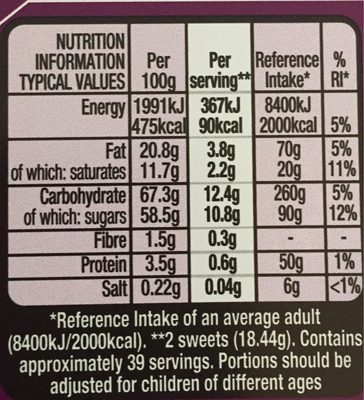 NUTRITION INFORMATION TYPICAL VALUES Per 100g Per serving** Reference Intake* % RI*
Energy 1991kJ 367kJ 8400kJ
475kcal 90kcal 2000kcal 5%
Fat 20.8g 3.8g 70g 5%
of which: saturates 11.7g 2.2g 20g 11%
Carbohydrate 67.3g 12.4g 260g 5%
of which: sugars 58.5g 10.8g 90g 12%
Fibre 1.5g 0.3g - -
Protein 3.5g 0.6g 50g 1%
Salt 0.22g 0.04g 6g <1%
*Reference Intake of an average adult
(8400kJ/2000kcal). **2 sweets (18.44g). Contains
approximately 39 servings. Portions should be
adjusted for children of different ages